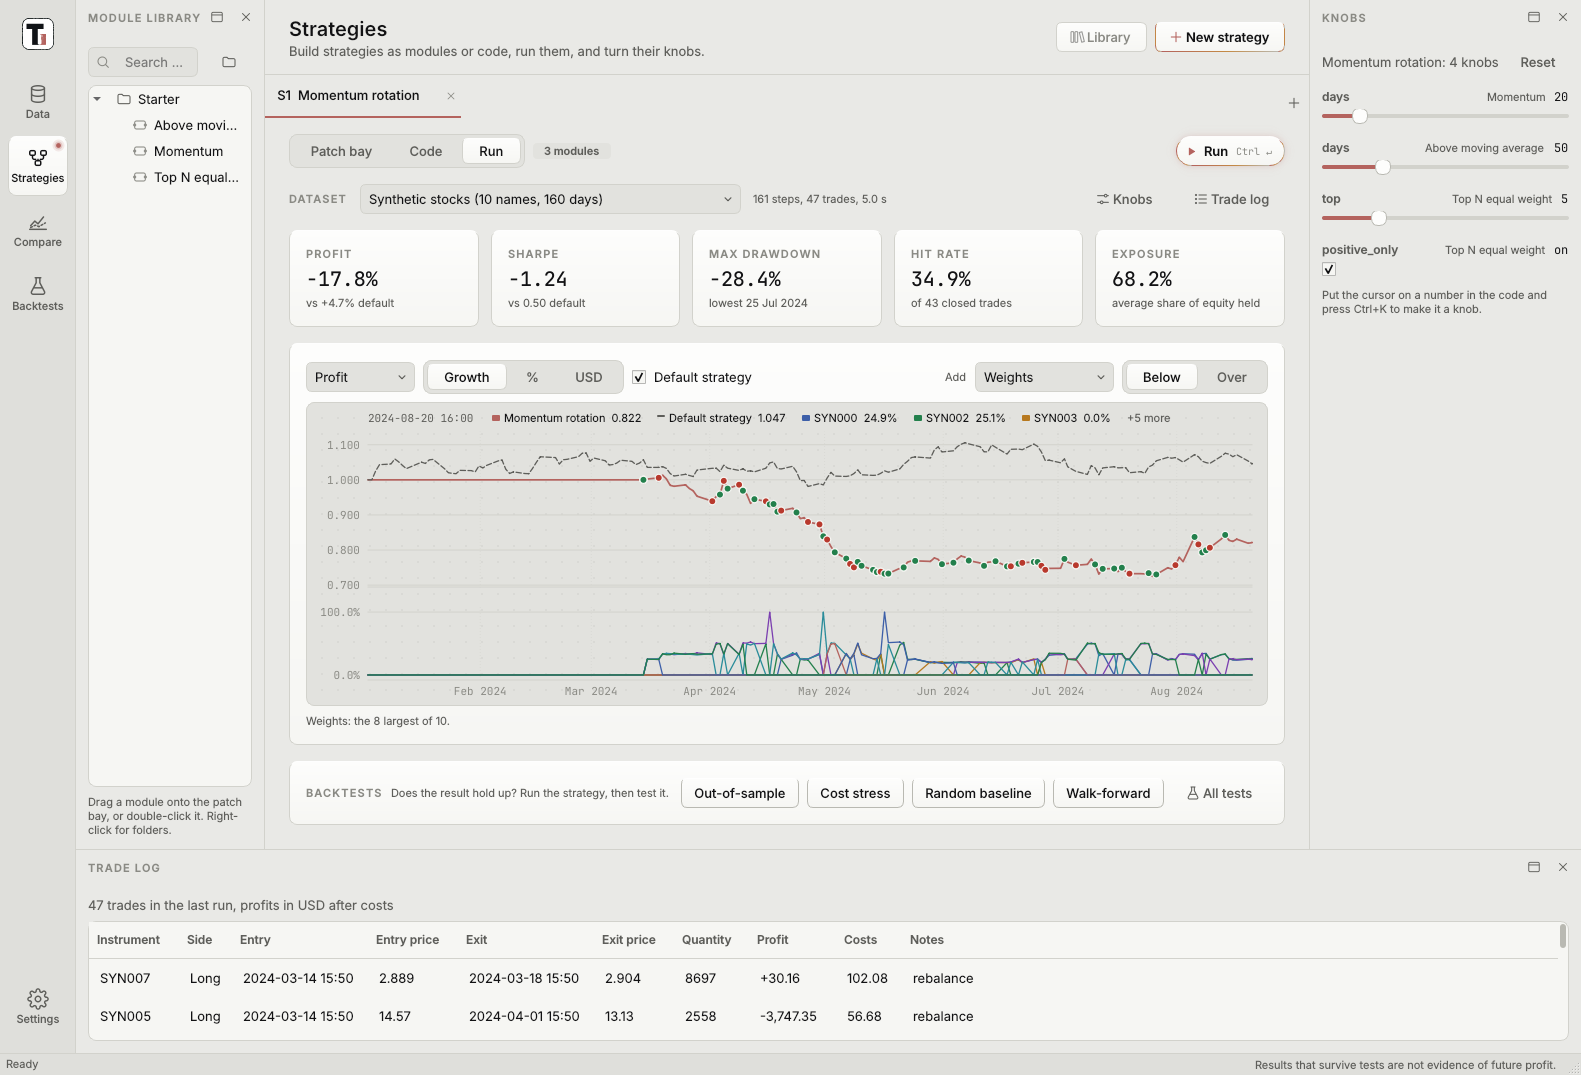 Ti
Data
Strategies
Compare
Backtests
Settings
MODULE LIBRARY
Search ...
Starter
Above movi...
Momentum
Top N equal...
Drag a module onto the patch
bay, or double-click it. Right-
click for folders.
Strategies
Build strategies as modules or code, run them, and turn their knobs.
Library
New strategy
S1 Momentum rotation
Patch bay Code Run 3 modules
Run Ctrl ↵
DATASET Synthetic stocks (10 names, 160 days) 161 steps, 47 trades, 5.0 s
Knobs Trade log
PROFIT
-17.8%
vs +4.7% default
SHARPE
-1.24
vs 0.50 default
MAX DRAWDOWN
-28.4%
lowest 25 Jul 2024
HIT RATE
34.9%
of 43 closed trades
EXPOSURE
68.2%
average share of equity held
Profit Growth % USD Default strategy Add Weights Below Over
2024-08-20 16:00 Momentum rotation 0.822 Default strategy 1.047 SYN000 24.9% SYN002 25.1% SYN003 0.0% +5 more
1.100
1.000
0.900
0.800
0.700
100.0%
0.0%
Feb 2024 Mar 2024 Apr 2024 May 2024 Jun 2024 Jul 2024 Aug 2024
Weights: the 8 largest of 10.
BACKTESTS Does the result hold up? Run the strategy, then test it. Out-of-sample Cost stress Random baseline Walk-forward All tests
KNOBS
Momentum rotation: 4 knobs Reset
days Momentum 20
days Above moving average 50
top Top N equal weight 5
positive_only Top N equal weight on
Put the cursor on a number in the code and
press Ctrl+K to make it a knob.
TRADE LOG
47 trades in the last run, profits in USD after costs
Instrument Side Entry Entry price Exit Exit price Quantity Profit Costs Notes
SYN007 Long 2024-03-14 15:50 2.889 2024-03-18 15:50 2.904 8697 +30.16 102.08 rebalance
SYN005 Long 2024-03-14 15:50 14.57 2024-04-01 15:50 13.13 2558 -3,747.35 56.68 rebalance
Ready
Results that survive tests are not evidence of future profit.